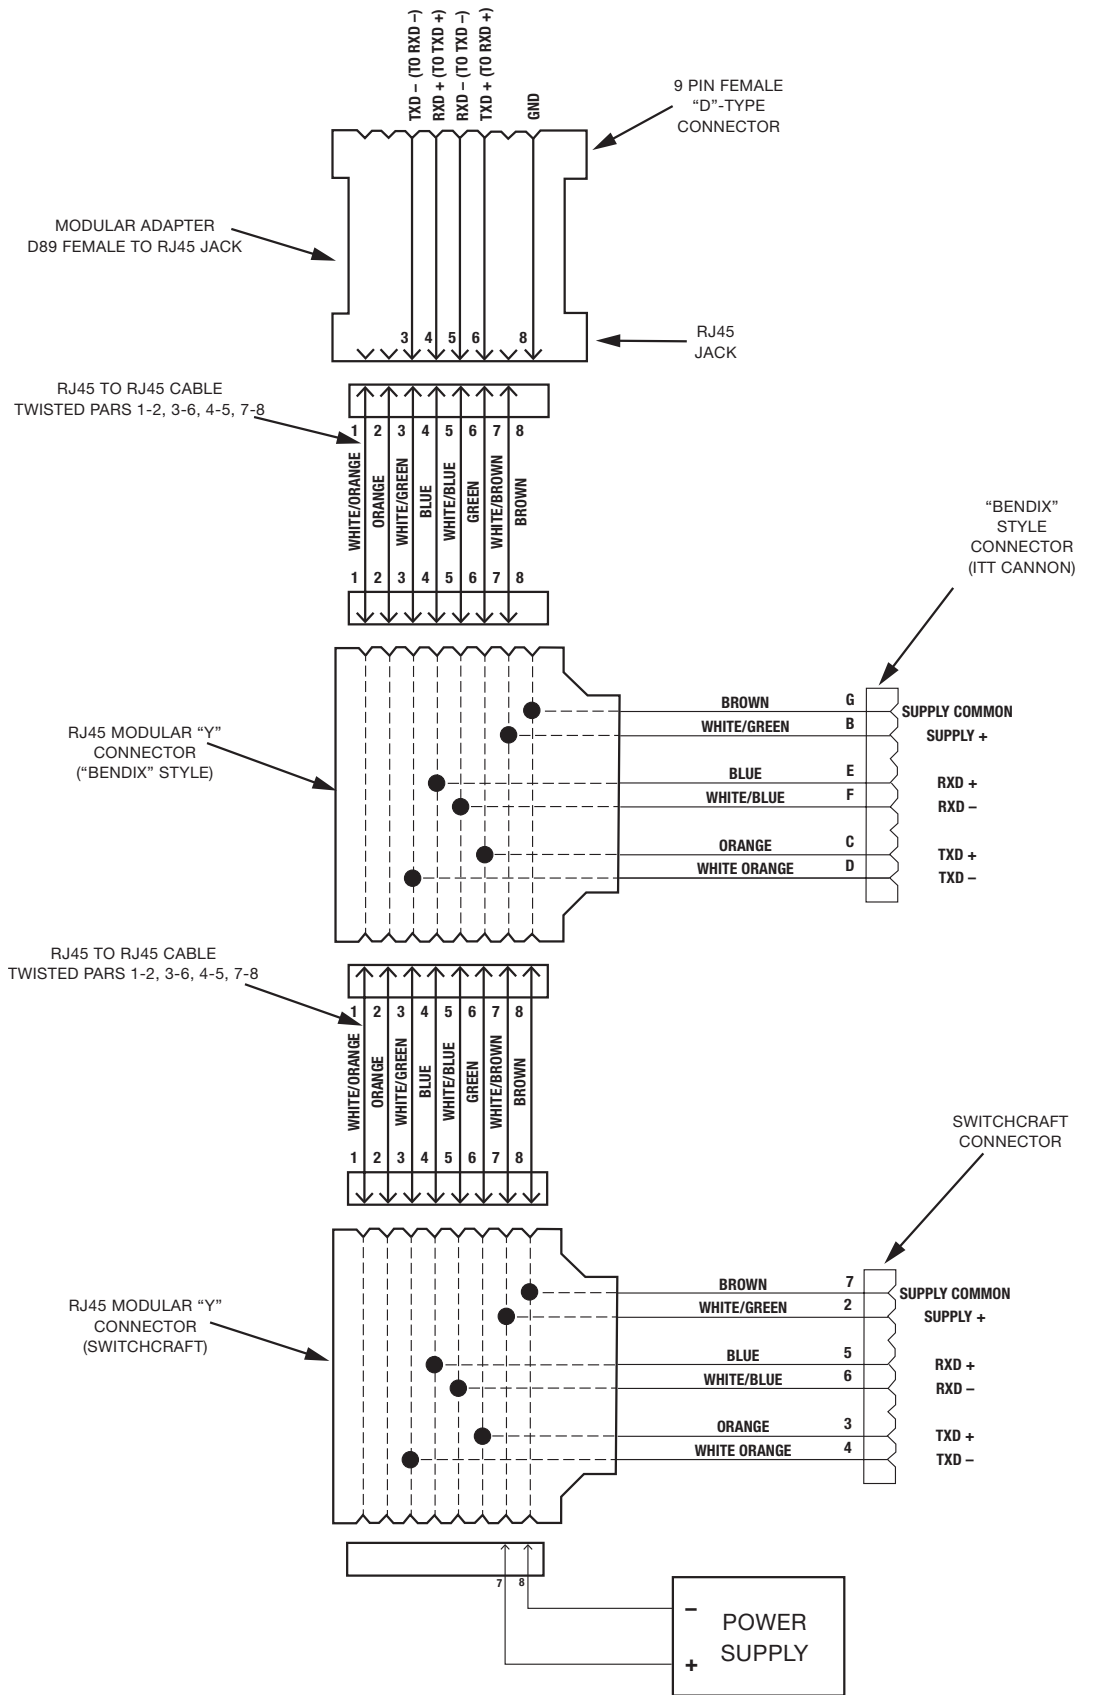 TXD – (TO RXD –)
RXD + (TO TXD +)
RXD – (TO TXD –)
TXD + (TO RXD +)
GND
9 PIN FEMALE
“D”-TYPE
CONNECTOR
MODULAR ADAPTER
D89 FEMALE TO RJ45 JACK
3 4 5 6 8
RJ45
JACK
RJ45 TO RJ45 CABLE
TWISTED PARS 1-2, 3-6, 4-5, 7-8
1 2 3 4 5 6 7 8
WHITE/ORANGE
ORANGE
WHITE/GREEN
BLUE
WHITE/BLUE
GREEN
WHITE/BROWN
BROWN
1 2 3 4 5 6 7 8
“BENDIX”
STYLE
CONNECTOR
(ITT CANNON)
RJ45 MODULAR “Y”
CONNECTOR
(“BENDIX” STYLE)
BROWN G SUPPLY COMMON
WHITE/GREEN B SUPPLY +
BLUE E RXD +
WHITE/BLUE F RXD –
ORANGE C TXD +
WHITE ORANGE D TXD –
RJ45 TO RJ45 CABLE
TWISTED PARS 1-2, 3-6, 4-5, 7-8
1 2 3 4 5 6 7 8
WHITE/ORANGE
ORANGE
WHITE/GREEN
BLUE
WHITE/BLUE
GREEN
WHITE/BROWN
BROWN
1 2 3 4 5 6 7 8
SWITCHCRAFT
CONNECTOR
RJ45 MODULAR “Y”
CONNECTOR
(SWITCHCRAFT)
BROWN 7 SUPPLY COMMON
WHITE/GREEN 2 SUPPLY +
BLUE 5 RXD +
WHITE/BLUE 6 RXD –
ORANGE 3 TXD +
WHITE ORANGE 4 TXD –
7 8
–
POWER
SUPPLY
+